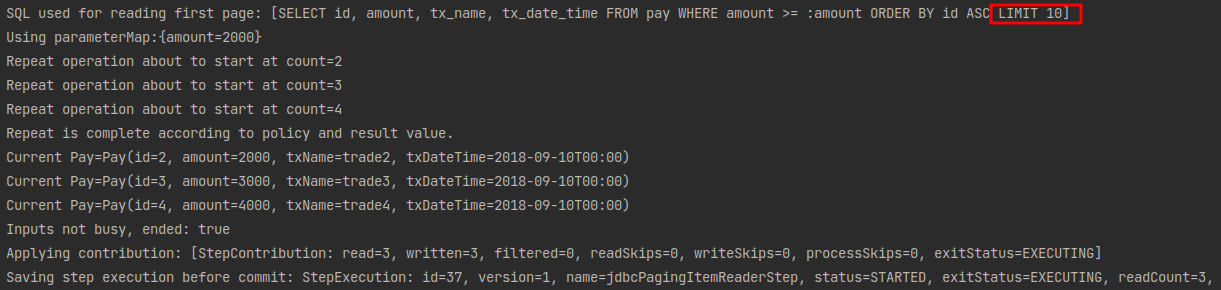 SQL used for reading first page: [SELECT id, amount, tx_name, tx_date_time FROM pay WHERE amount >= :amount ORDER BY id ASC LIMIT 10]
Using parameterMap:{amount=2000}
Repeat operation about to start at count=2
Repeat operation about to start at count=3
Repeat operation about to start at count=4
Repeat is complete according to policy and result value.
Current Pay=Pay(id=2, amount=2000, txName=trade2, txDateTime=2018-09-10T00:00)
Current Pay=Pay(id=3, amount=3000, txName=trade3, txDateTime=2018-09-10T00:00)
Current Pay=Pay(id=4, amount=4000, txName=trade4, txDateTime=2018-09-10T00:00)
Inputs not busy, ended: true
Applying contribution: [StepContribution: read=3, written=3, filtered=0, readSkips=0, writeSkips=0, processSkips=0, exitStatus=EXECUTING]
Saving step execution before commit: StepExecution: id=37, version=1, name=jdbcPagingItemReaderStep, status=STARTED, exitStatus=EXECUTING, readCount=3,